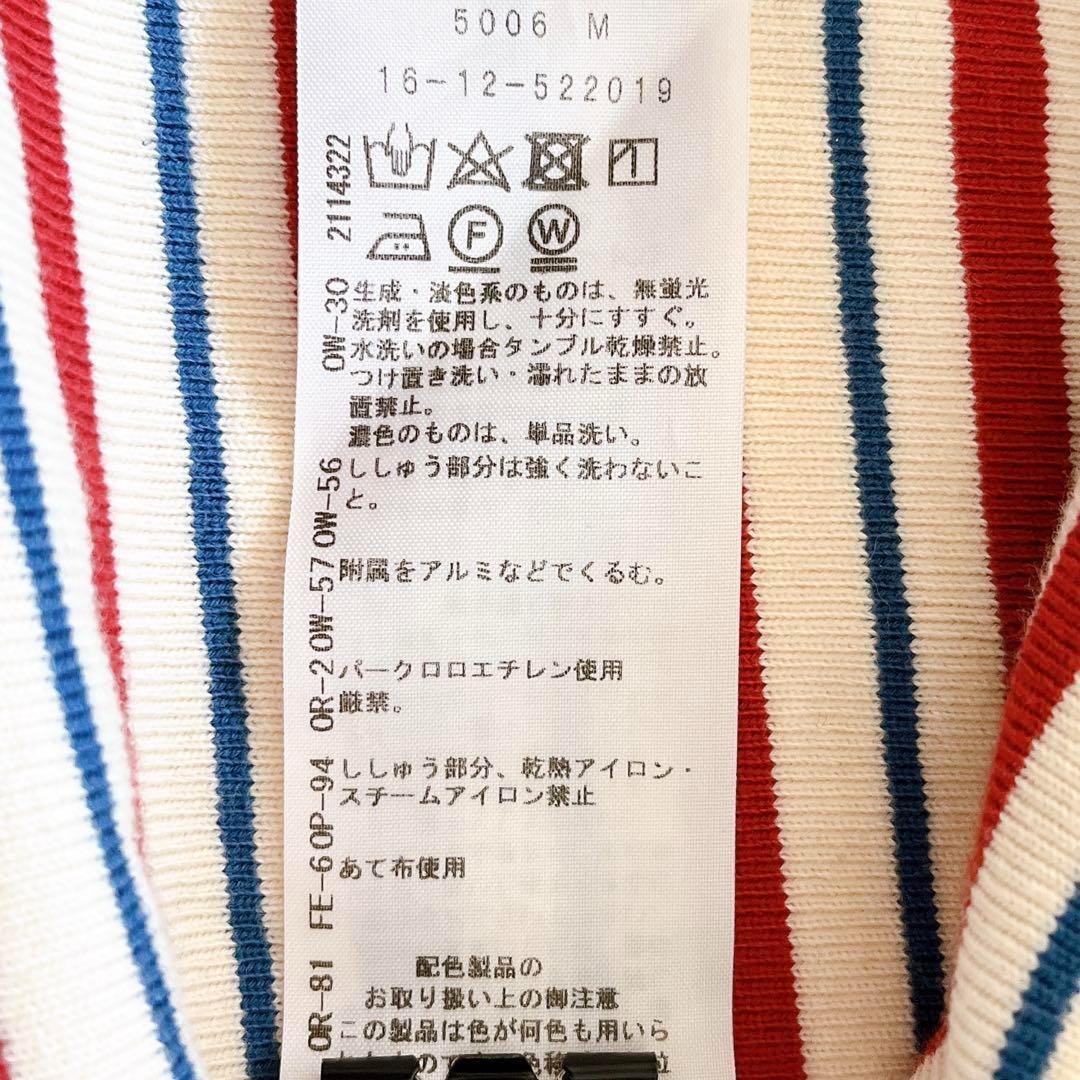 5006 M
16-12-522019
F
W
生成・淡色系のものは、無蛍光
洗剤を使用し、十分にすすぐ。
水洗いの場合タンブル乾燥禁止。
つけ置き洗い・濡れたままの放
置禁止。
濃色のものは、単品洗い。
ししゅう部分は強く洗わないこ
と。
附属をアルミなどでくるむ。
パークロロエチレン使用
厳禁。
ししゅう部分、乾熱アイロン・
スチームアイロン禁止
あて布使用
配色製品の
お取り扱い上の御注意
この製品は色が何色も用いら
2114322
OW-30
OW-56
OW-57
OR-2
OP-94
FE-6
OR-81